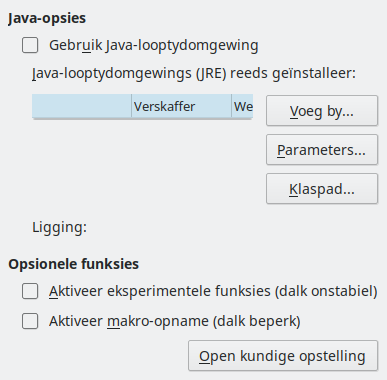 Java-opsies
Gebruik Java-looptydomgewing
Java-looptydomgewings (JRE) reeds geïnstalleer:
Verskaffer We
Voeg by...
Parameters...
Klaspad...
Ligging:
Opsionele funksies
Aktiveer eksperimentele funksies (dalk onstabiel)
Aktiveer makro-opname (dalk beperk)
Open kundige opstelling